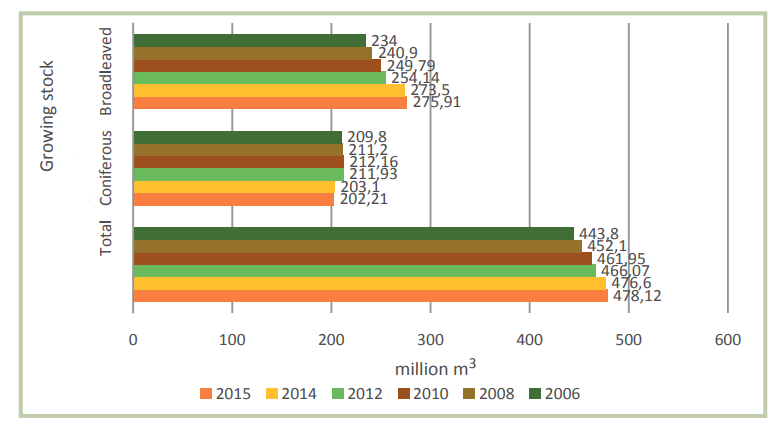 Growing stock
Broadleaved
234
240,9
249,79
254,14
273,5
275,91
Coniferous
209,8
211,2
212,16
211,93
203,1
202,21
Total
443,8
452,1
461,95
466,07
476,6
478,12
0 100 200 300 400 500 600
million m³
2015 2014 2012 2010 2008 2006